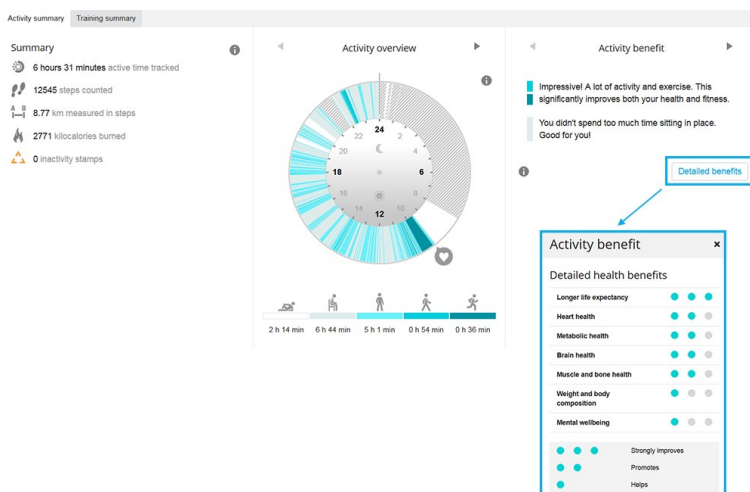 Activity summary
Training summary
Summary
6 hours 31 minutes active time tracked
12545 steps counted
A B
8.77 km measured in steps
2771 kilocalories burned
0 inactivity stamps
Activity overview
24
22
2
20
4
18
6
16
8
14
10
12
2 h 14 min
6 h 44 min
5 h 1 min
0 h 54 min
0 h 36 min
Activity benefit
Impressive! A lot of activity and exercise. This
significantly improves both your health and fitness.
You didn't spend too much time sitting in place.
Good for you!
Detailed benefits
Activity benefit
×
Detailed health benefits
Longer life expectancy
Heart health
Metabolic health
Brain health
Muscle and bone health
Weight and body
composition
Mental wellbeing
Strongly improves
Promotes
Helps